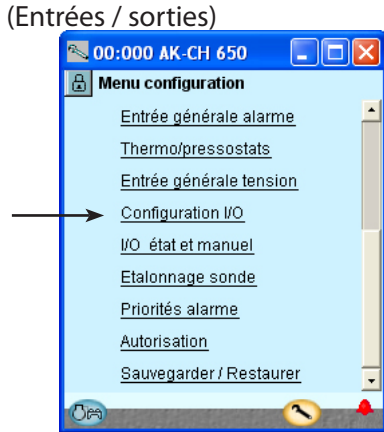 (Entrées / sorties)
00:000 AK-CH 650
Menu configuration
Entrée générale alarme
Thermo/pressostats
Entrée générale tension
Configuration I/O
I/O  état et manuel
Etalonnage sonde
Priorités alarme
Autorisation
Sauvegarder / Restaurer